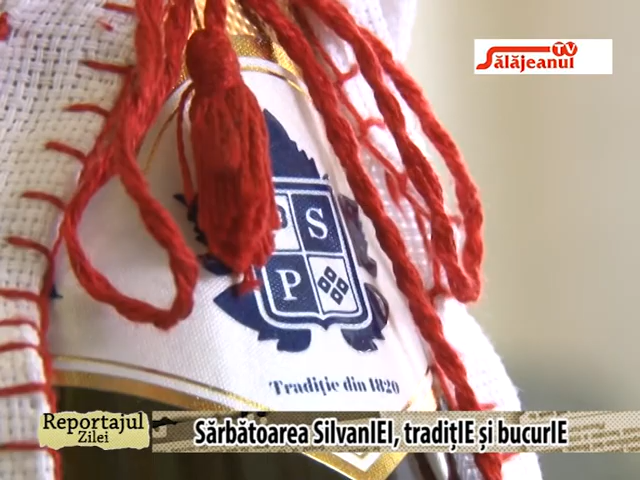 Sălăjeanul TV
S
P
Tradiție din 1820
Reportajul
Zilei
Sărbătoarea SilvanIEI, tradițIE și bucurIE